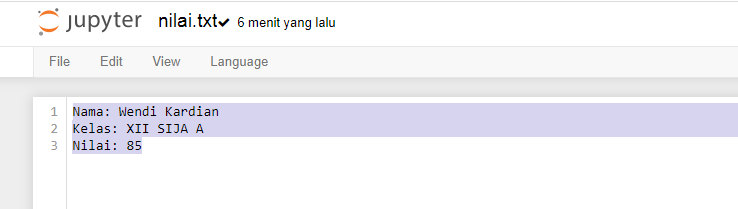 jupyter nilai.txt✔ 6 menit yang lalu
File Edit View Language
1 Nama: Wendi Kardian
2 Kelas: XII SIJA A
3 Nilai: 85